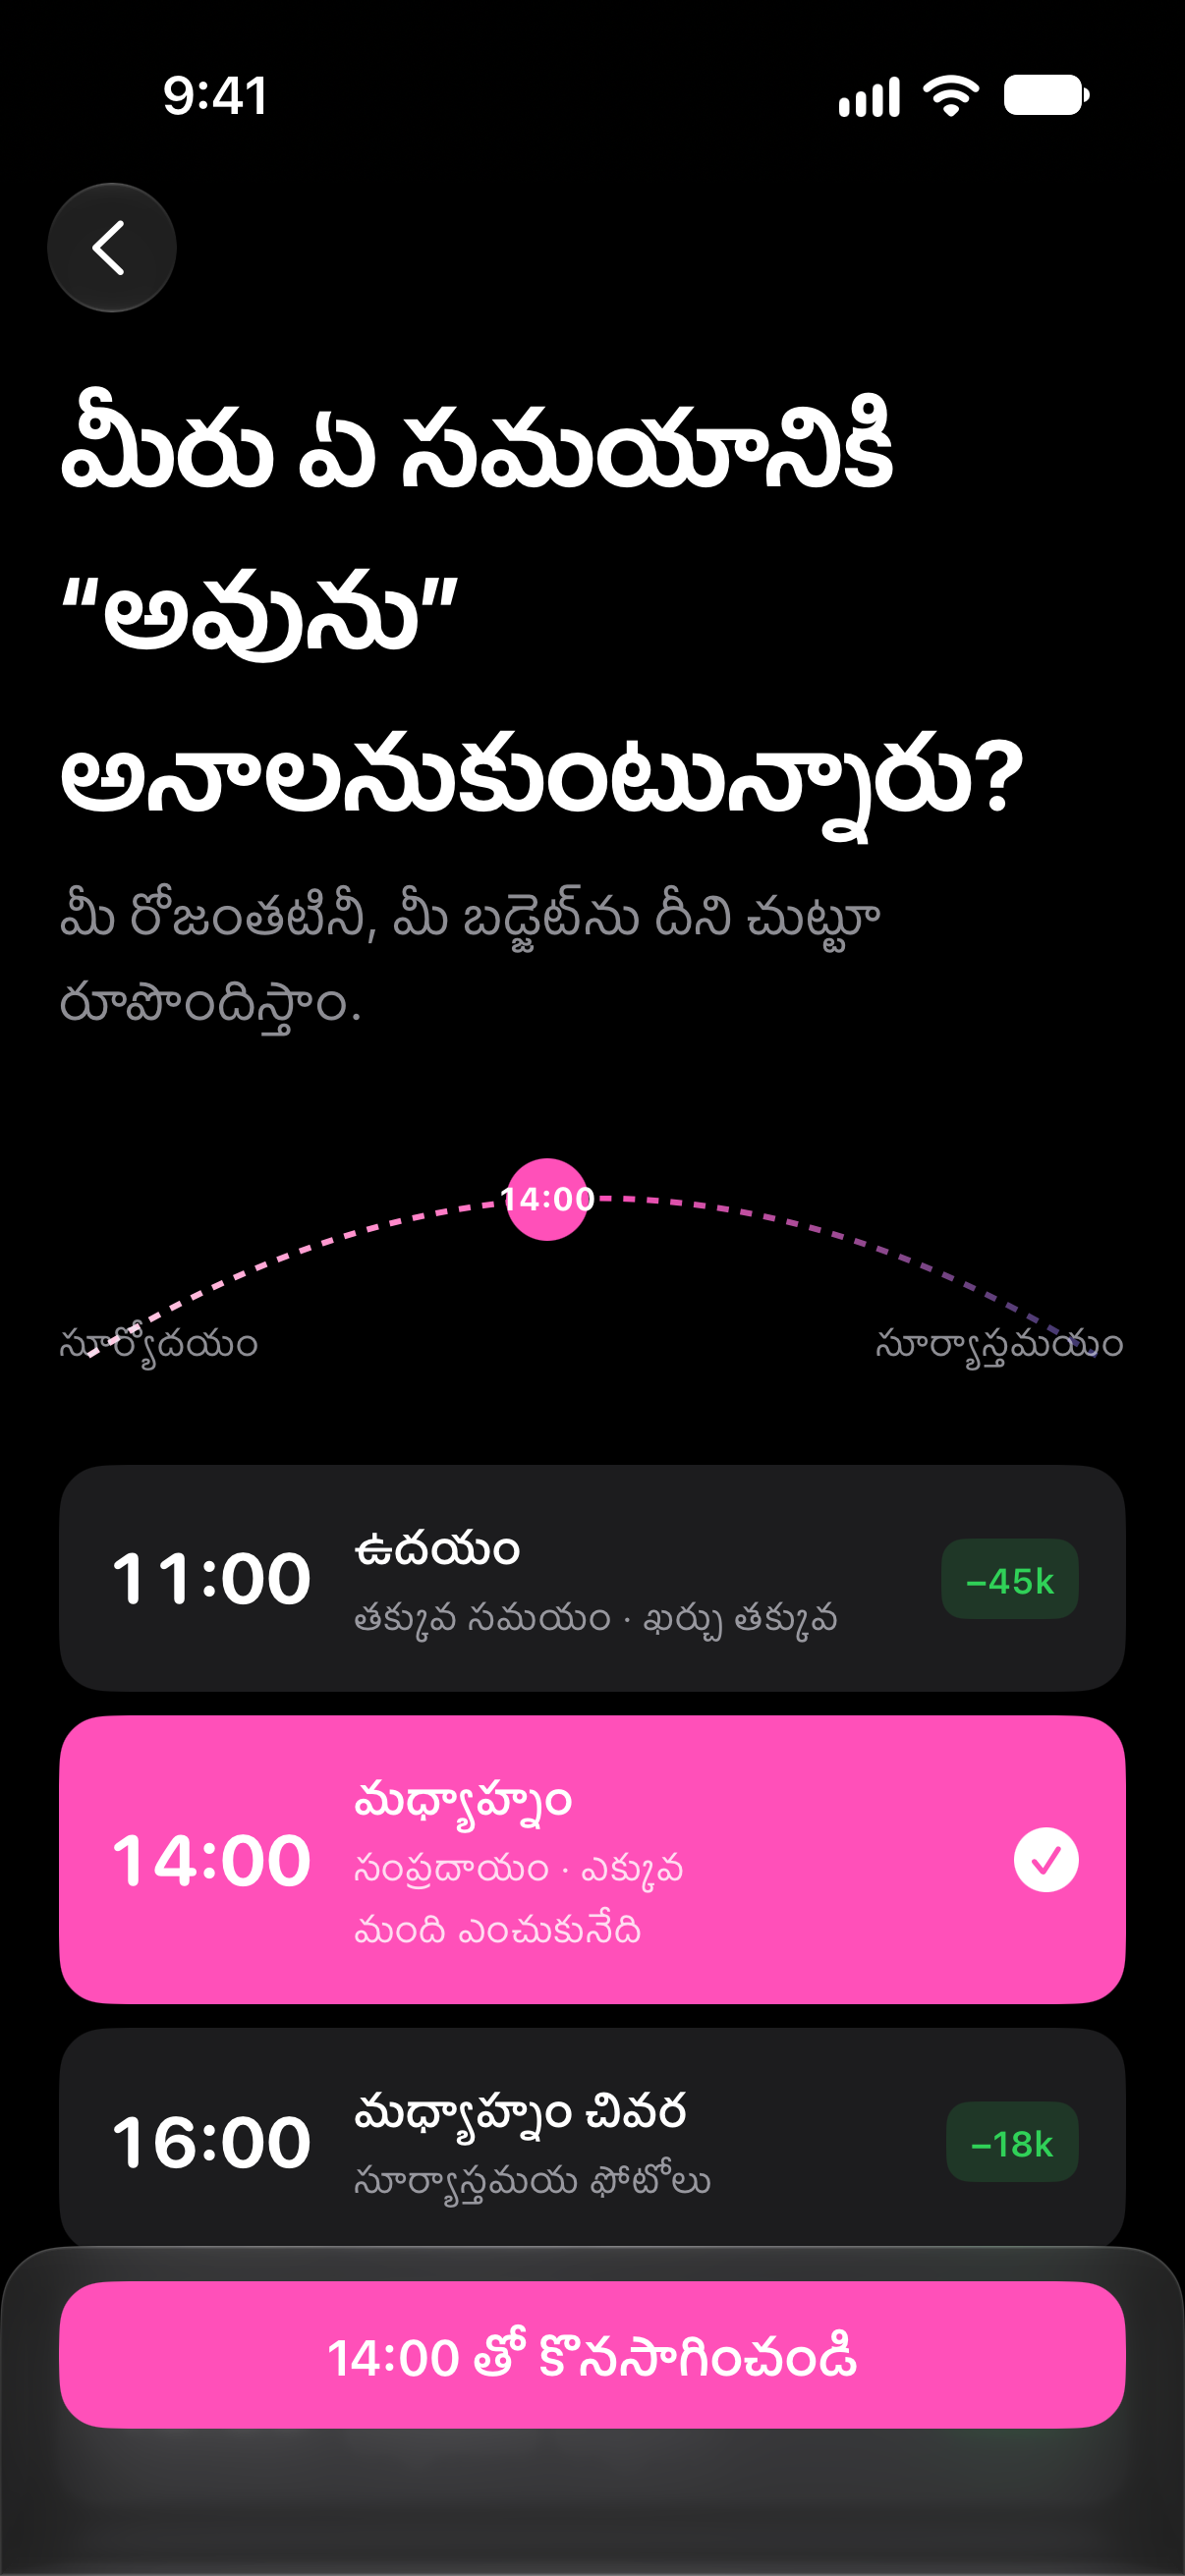 9:41
మీరు ఏ సమయానికి
“అవును”
అనాలనుకుంటున్నారు?
మీ రోజంతటినీ, మీ బడ్జెట్‌ను దీని చుట్టూ
రూపొందిస్తాం.
14:00
సూర్యోదయం
సూర్యాస్తమయం
11:00
ఉదయం
తక్కువ సమయం · ఖర్చు తక్కువ
–45k
14:00
మధ్యాహ్నం
సంప్రదాయం · ఎక్కువ
మంది ఎంచుకునేది
16:00
మధ్యాహ్నం చివర
సూర్యాస్తమయ ఫోటోలు
–18k
14:00 తో కొనసాగించండి